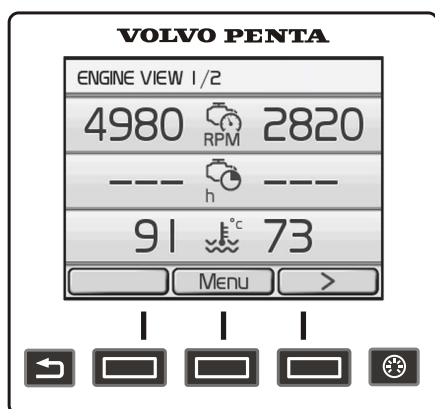 VOLVO PENTA
ENGINE VIEW 1/2
4980 RPM 2820
--- h ---
91 °c 73
Menu >